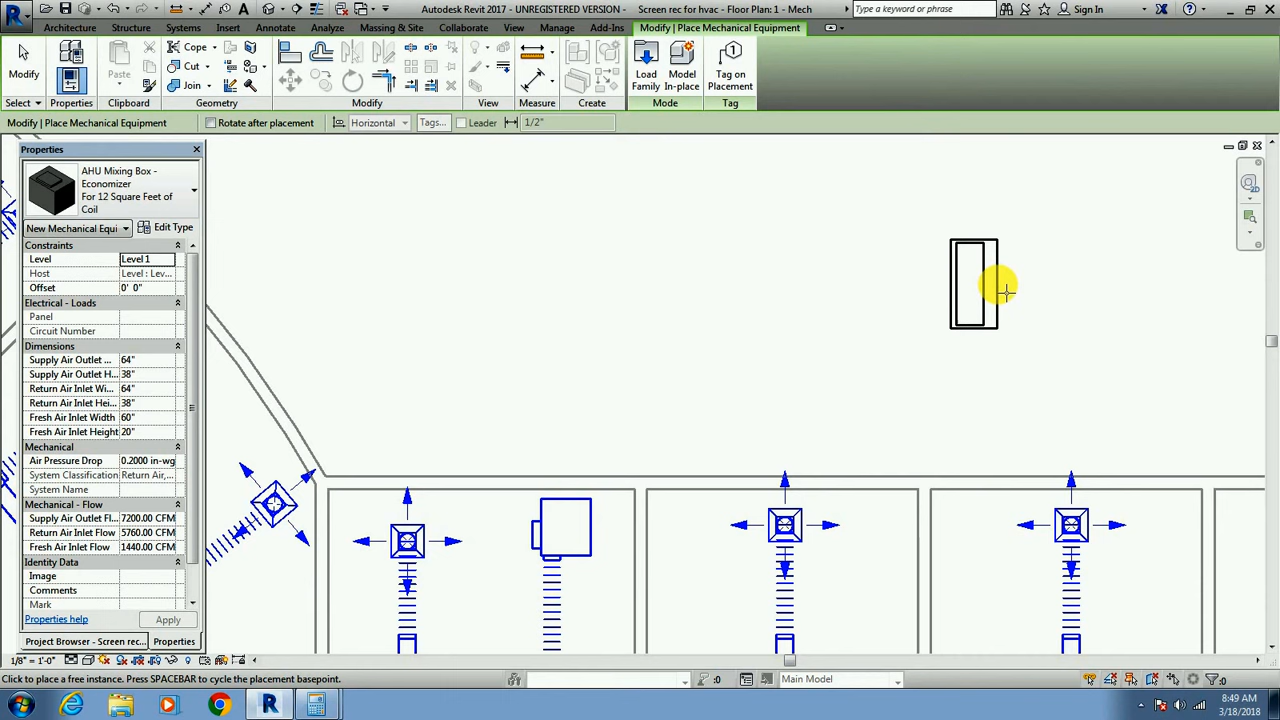 Autodesk Revit 2017 - UNREGISTERED VERSION - Screen rec for hvac - Floor Plan: 1 - Mech
Type a keyword or phrase
Sign In
Architecture Structure Systems Insert Annotate Analyze Massing & Site Collaborate View Manage Add-Ins Modify | Place Mechanical Equipment
Modify
Properties
Paste
Cope
Cut
Join
Load Family
Model In-place
Tag on Placement
Select Properties Clipboard Geometry Modify View Measure Create Mode Tag
Modify | Place Mechanical Equipment Rotate after placement Horizontal Tags... Leader 1/2"
Properties
AHU Mixing Box -
Economizer
For 12 Square Feet of
Coil
New Mechanical Equi Edit Type
Constraints
Level Level 1
Host Level : Lev...
Offset 0' 0"
Electrical - Loads
Panel
Circuit Number
Dimensions
Supply Air Outlet ... 64"
Supply Air Outlet H... 38"
Return Air Inlet Wi... 64"
Return Air Inlet Hei... 38"
Fresh Air Inlet Width 60"
Fresh Air Inlet Height 20"
Mechanical
Air Pressure Drop 0.2000 in-wg
System Classification Return Air,...
System Name
Mechanical - Flow
Supply Air Outlet Fl... 7200.00 CFM
Return Air Inlet Flow 5760.00 CFM
Fresh Air Inlet Flow 1440.00 CFM
Identity Data
Image
Comments
Mark
Properties help Apply
Project Browser - Screen rec... Properties
1/8" = 1'-0"
Click to place a free instance. Press SPACEBAR to cycle the placement basepoint.
:0
Main Model
:0
8:49 AM
3/18/2018